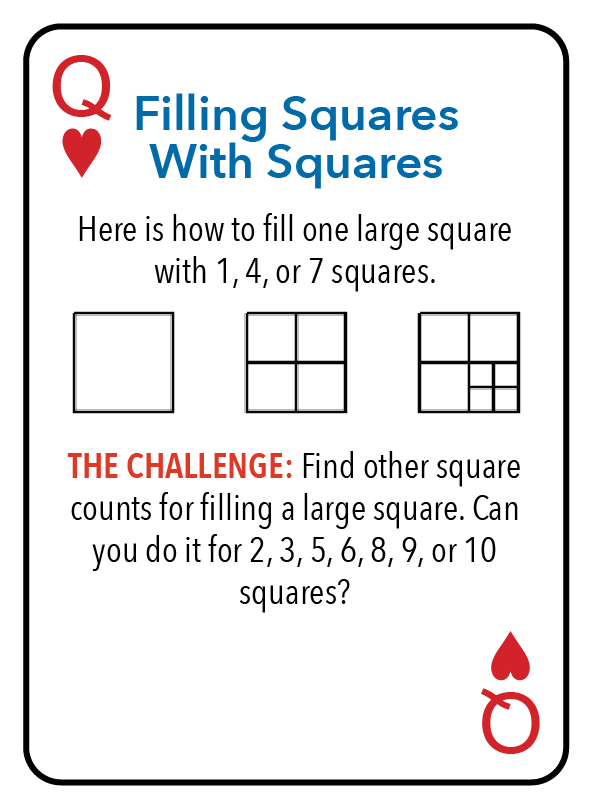 Q
Filling Squares
With Squares
Here is how to fill one large square
with 1, 4, or 7 squares.
THE CHALLENGE: Find other square
counts for filling a large square. Can
you do it for 2, 3, 5, 6, 8, 9, or 10
squares?
Q